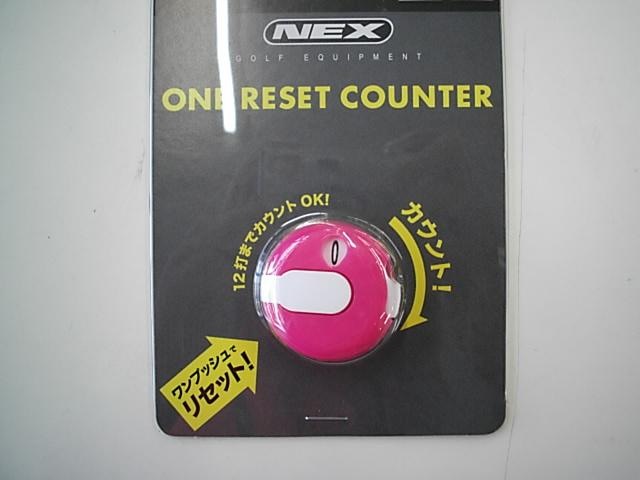 NEX
GOLF EQUIPMENT
ONE RESET COUNTER
12打までカウントOK!
カウント!
0
ワンプッシュで
リセット!